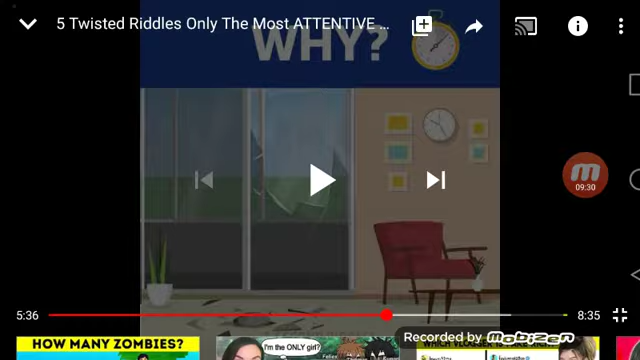 5 Twisted Riddles Only The Most ATTENTIVE ...
WHY?
09:30
5:36
8:35
Recorded by mobizen
HOW MANY ZOMBIES?
I'm the ONLY girl?